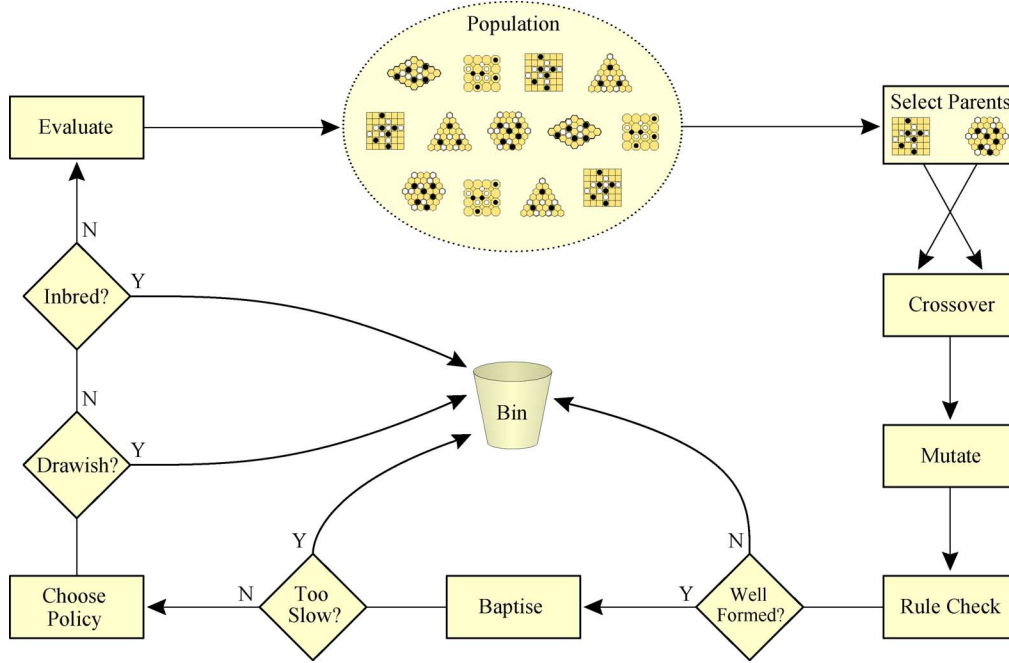 Population
Select Parents
Evaluate
N
Inbred?
Y
Crossover
N
Bin
Drawish?
Y
Mutate
Y
N
Choose
Policy
N
Too
Slow?
Baptise
Y
Well
Formed?
Rule Check